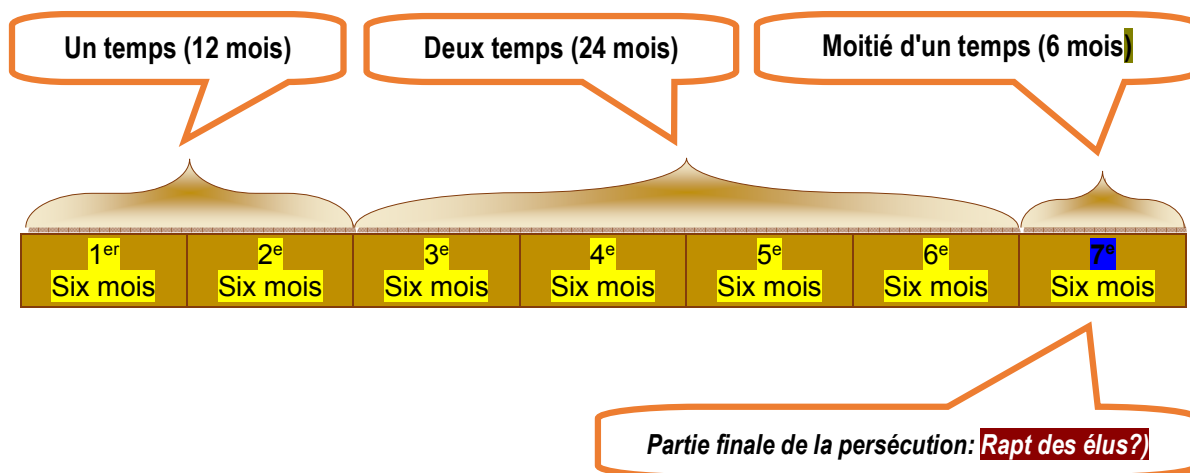 Un temps (12 mois)
Deux temps (24 mois)
Moitié d'un temps (6 mois)
1er
Six mois
2e
Six mois
3e
Six mois
4e
Six mois
5e
Six mois
6e
Six mois
7e
Six mois
Partie finale de la persécution: Rapt des élus?)